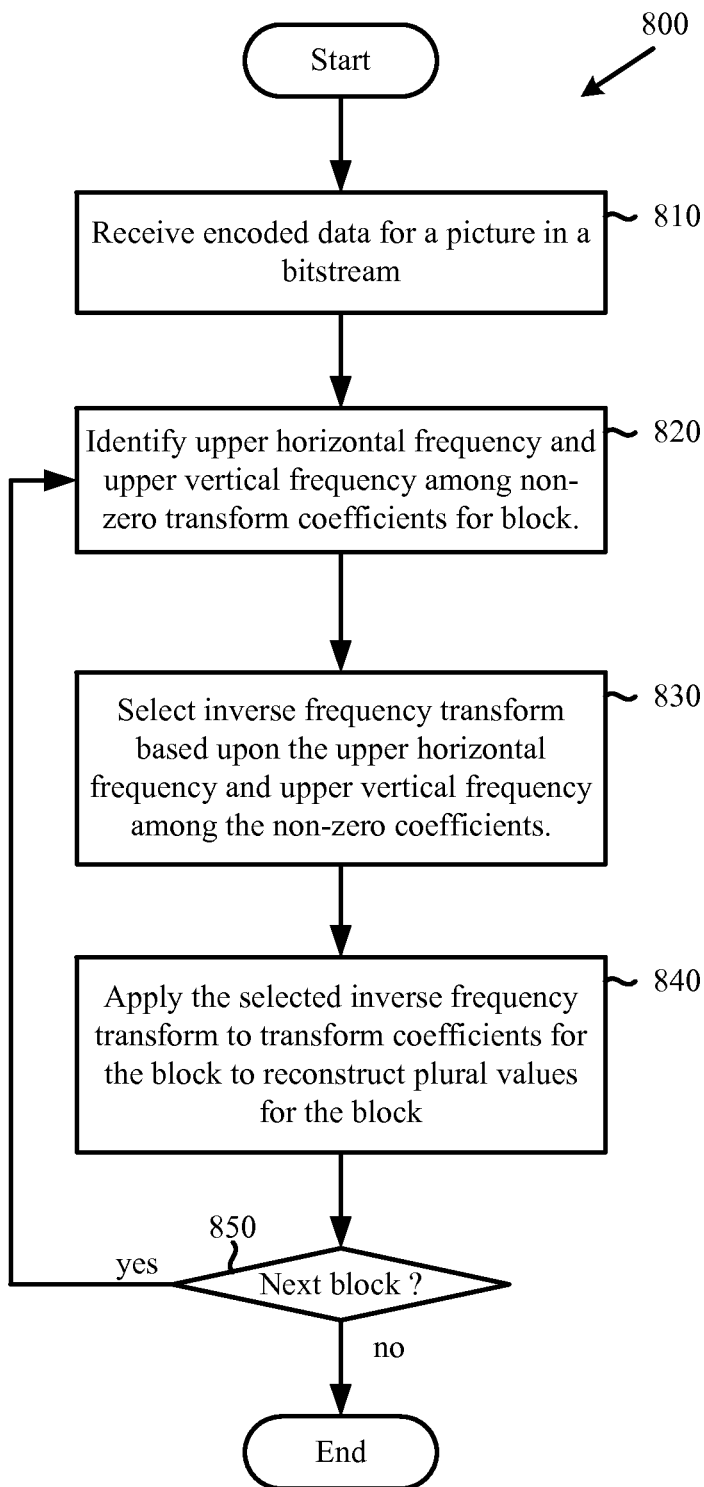 800
Start
810
Receive encoded data for a picture in a
bitstream
820
Identify upper horizontal frequency and
upper vertical frequency among non-
zero transform coefficients for block.
830
Select inverse frequency transform
based upon the upper horizontal
frequency and upper vertical frequency
among the non-zero coefficients.
840
Apply the selected inverse frequency
transform to transform coefficients for
the block to reconstruct plural values
for the block
850
yes
Next block ?
no
End